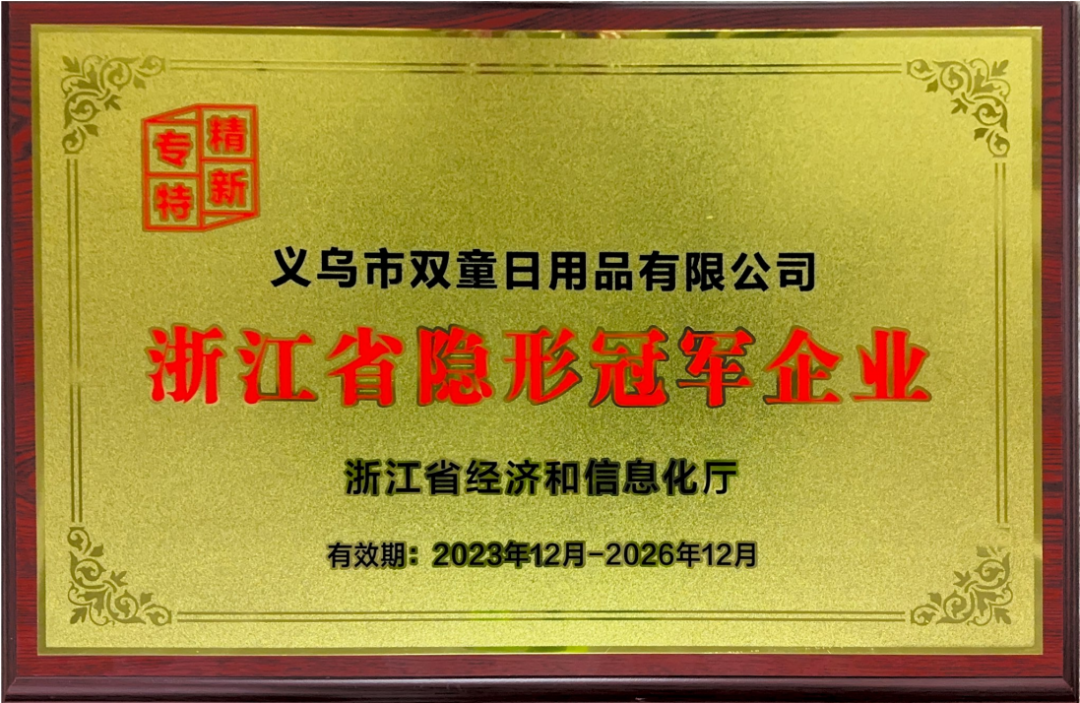 专精
特新
义乌市双童日用品有限公司
浙江省隐形冠军企业
浙江省经济和信息化厅
有效期：2023年12月-2026年12月